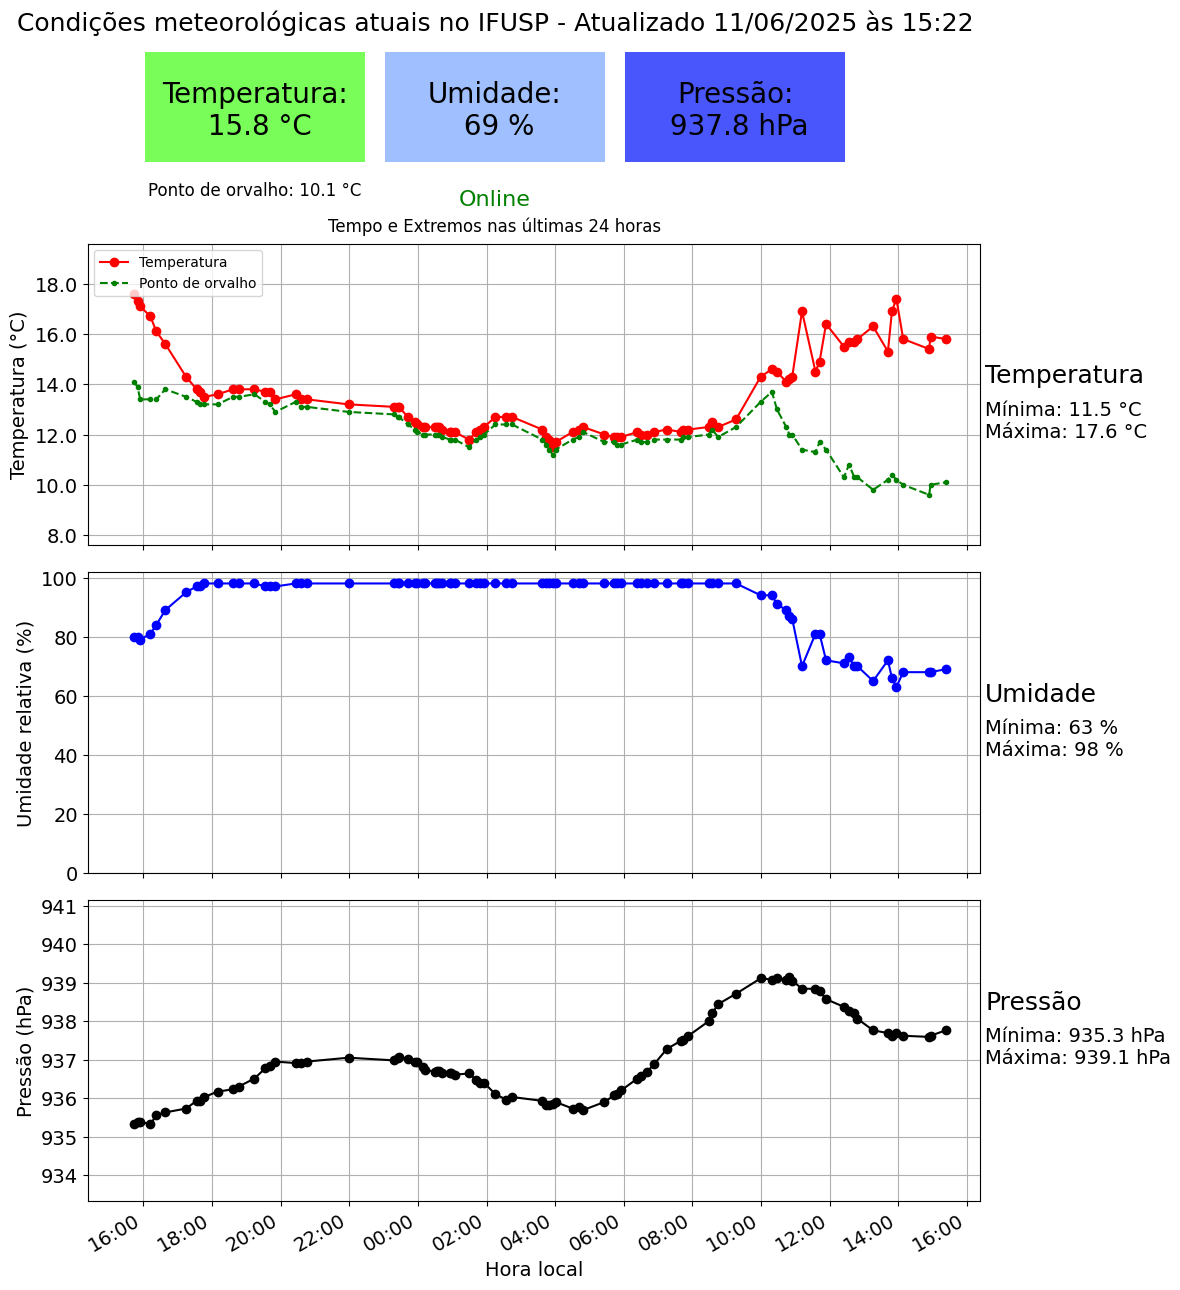 Condições meteorológicas atuais no IFUSP - Atualizado 11/06/2025 às 15:22
Temperatura:
15.8 °C
Umidade:
69 %
Pressão:
937.8 hPa
Ponto de orvalho: 10.1 °C
Online
Tempo e Extremos nas últimas 24 horas
Temperatura
Ponto de orvalho
Temperatura (°C)
18.0
16.0
14.0
12.0
10.0
8.0
Temperatura
Mínima: 11.5 °C
Máxima: 17.6 °C
Umidade relativa (%)
100
80
60
40
20
0
Umidade
Mínima: 63 %
Máxima: 98 %
Pressão (hPa)
941
940
939
938
937
936
935
934
Pressão
Mínima: 935.3 hPa
Máxima: 939.1 hPa
16:00
18:00
20:00
22:00
00:00
02:00
04:00
06:00
08:00
10:00
12:00
14:00
16:00
Hora local